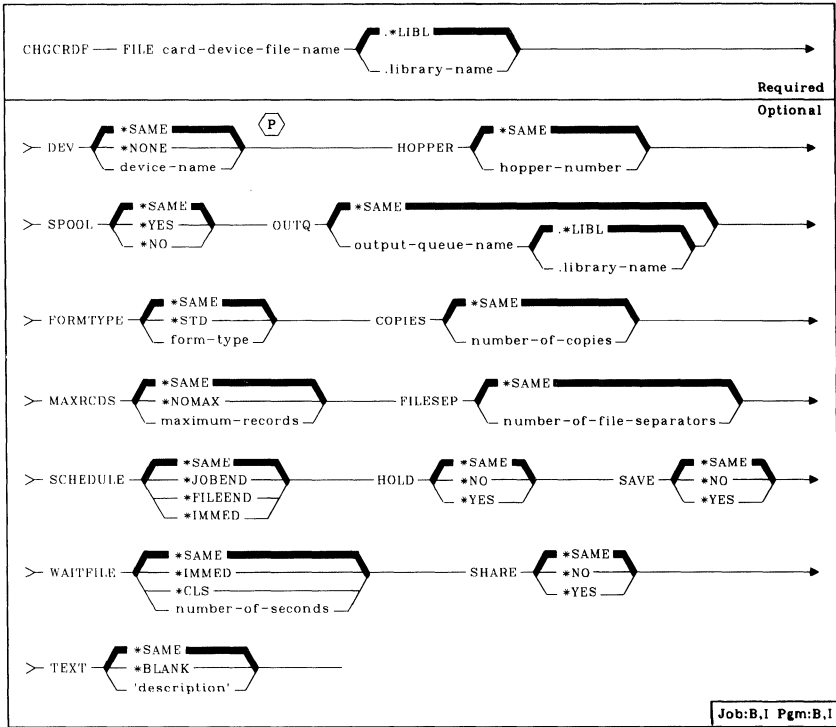 .*LIBL
CHGCRDF FILE card-device-file-name
.library-name
Required
Optional
P
*SAME *SAME
DEV *NONE HOPPER
device-name hopper-number
*SAME *SAME
SPOOL *YES OUTQ .*LIBL
*NO output-queue-name
.library-name
*SAME *SAME
FORMTYPE *STD COPIES
form-type number-of-copies
*SAME *SAME
MAXRCDS *NOMAX FILESEP
maximum-records number-of-file-separators
*SAME *SAME *SAME
SCHEDULE *JOBEND HOLD *NO SAVE *NO
*FILEEND *YES *YES
*IMMED
*SAME *SAME
WAITFILE *IMMED SHARE *NO
*CLS *YES
number-of-seconds
*SAME
TEXT *BLANK
'description'
Job:B,I Pgm:B,I